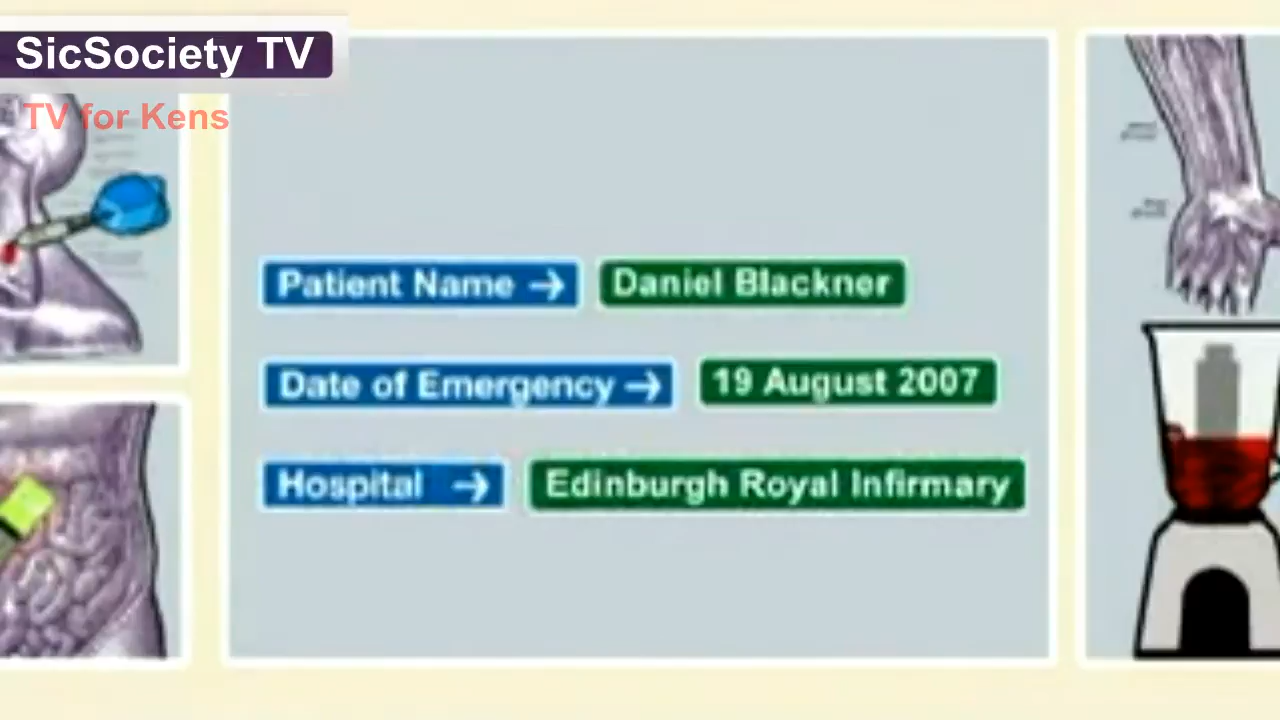 SicSociety TV
TV for Kens
Patient Name → Daniel Blackner
Date of Emergency → 19 August 2007
Hospital → Edinburgh Royal Infirmary